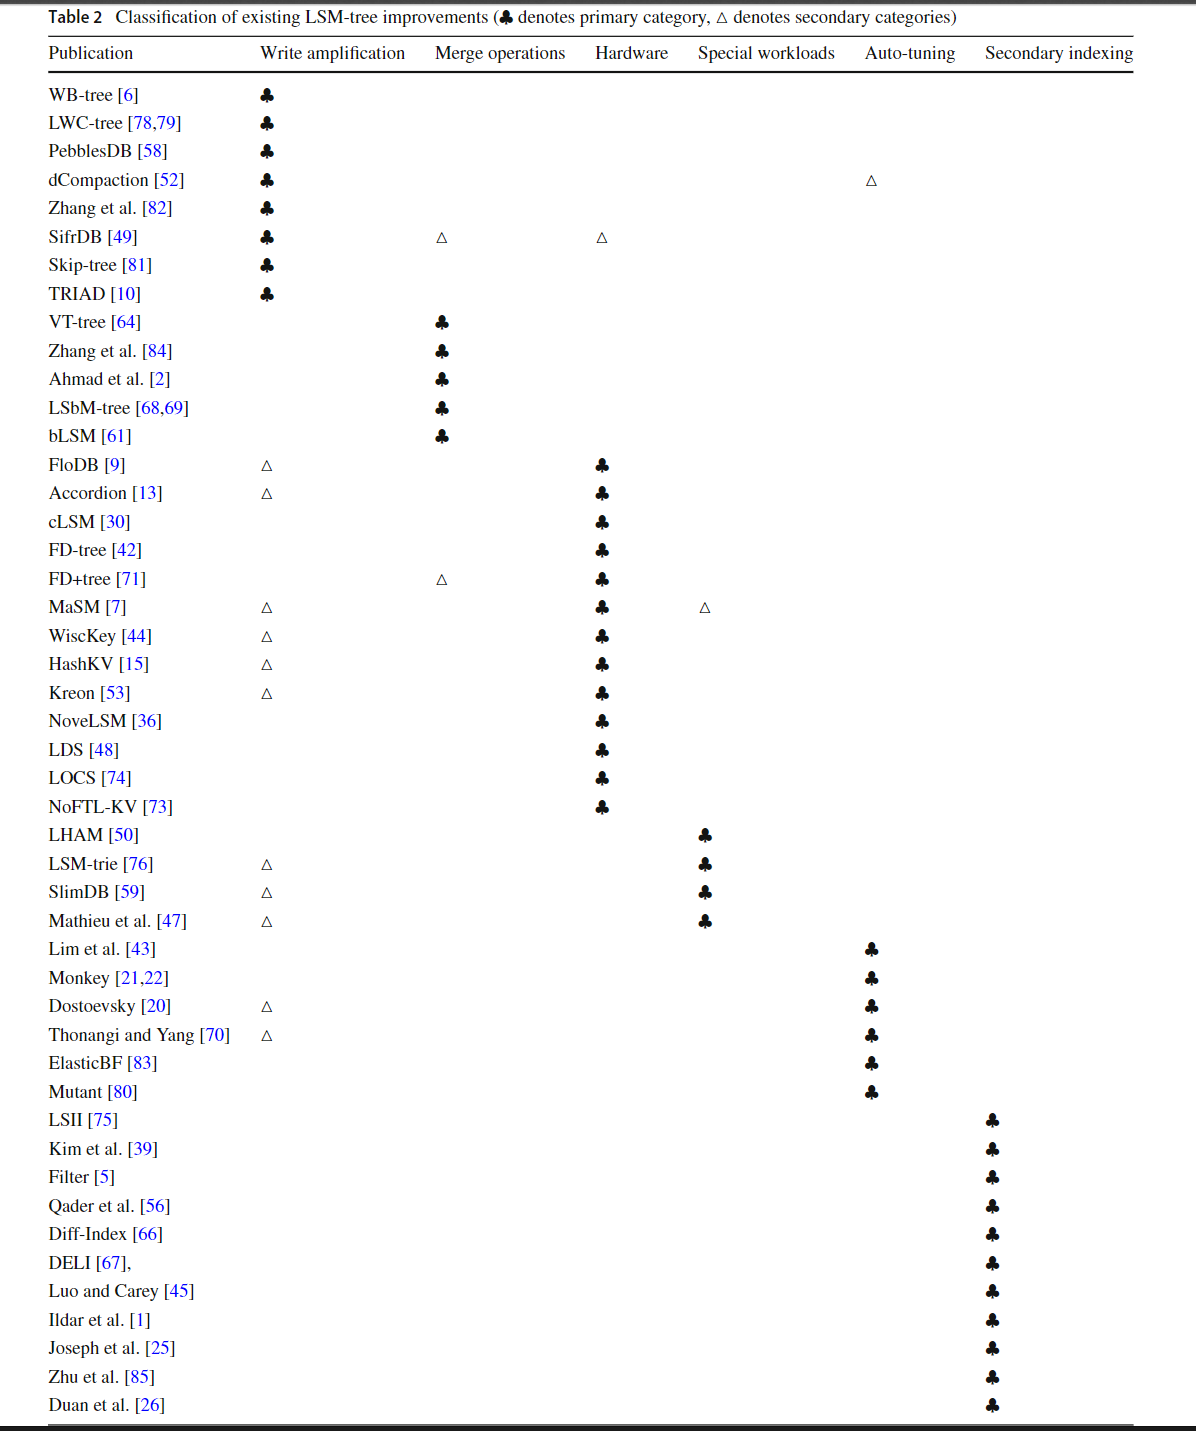 Table 2 Classification of existing LSM-tree improvements (♣ denotes primary category, △ denotes secondary categories)
Publication Write amplification Merge operations Hardware Special workloads Auto-tuning Secondary indexing
WB-tree [6] ♣
LWC-tree [78,79] ♣
PebblesDB [58] ♣
dCompaction [52] ♣ △
Zhang et al. [82] ♣
SifrDB [49] ♣ △ △
Skip-tree [81] ♣
TRIAD [10] ♣
VT-tree [64] ♣
Zhang et al. [84] ♣
Ahmad et al. [2] ♣
LSbM-tree [68,69] ♣
bLSM [61] ♣
FloDB [9] △ ♣
Accordion [13] △ ♣
cLSM [30] ♣
FD-tree [42] ♣
FD+tree [71] △ ♣
MaSM [7] △ ♣ △
WiscKey [44] △ ♣
HashKV [15] △ ♣
Kreon [53] △ ♣
NoveLSM [36] ♣
LDS [48] ♣
LOCS [74] ♣
NoFTL-KV [73] ♣
LHAM [50] ♣
LSM-trie [76] △ ♣
SlimDB [59] △ ♣
Mathieu et al. [47] △ ♣
Lim et al. [43] ♣
Monkey [21,22] ♣
Dostoevsky [20] △ ♣
Thonangi and Yang [70] △ ♣
ElasticBF [83] ♣
Mutant [80] ♣
LSII [75] ♣
Kim et al. [39] ♣
Filter [5] ♣
Qader et al. [56] ♣
Diff-Index [66] ♣
DELI [67], ♣
Luo and Carey [45] ♣
Ildar et al. [1] ♣
Joseph et al. [25] ♣
Zhu et al. [85] ♣
Duan et al. [26] ♣